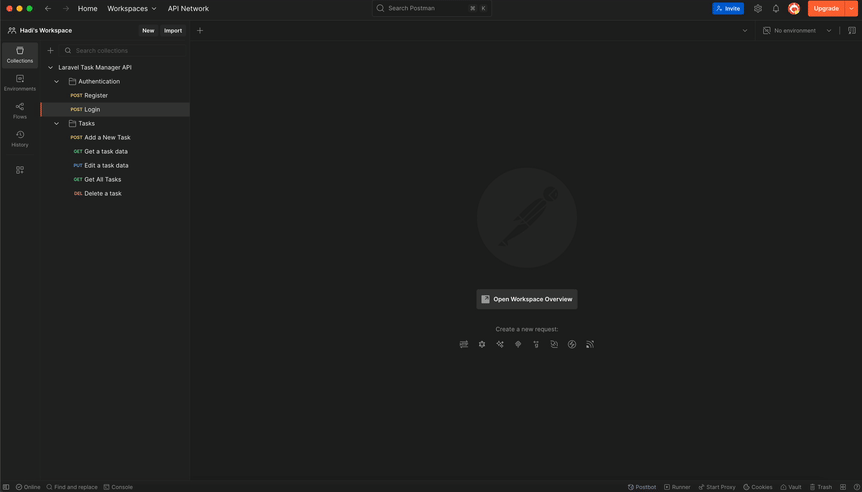 Home Workspaces API Network Search Postman ⌘ K Invite Upgrade
Hadi's Workspace New Import No environment
Collections
Search collections
Environments
Flows
History
Laravel Task Manager API
Authentication
POST Register
POST Login
Tasks
POST Add a New Task
GET Get a task data
PUT Edit a task data
GET Get All Tasks
DEL Delete a task
Open Workspace Overview
Create a new request:
Online Find and replace Console Postbot Runner Start Proxy Cookies Vault Trash